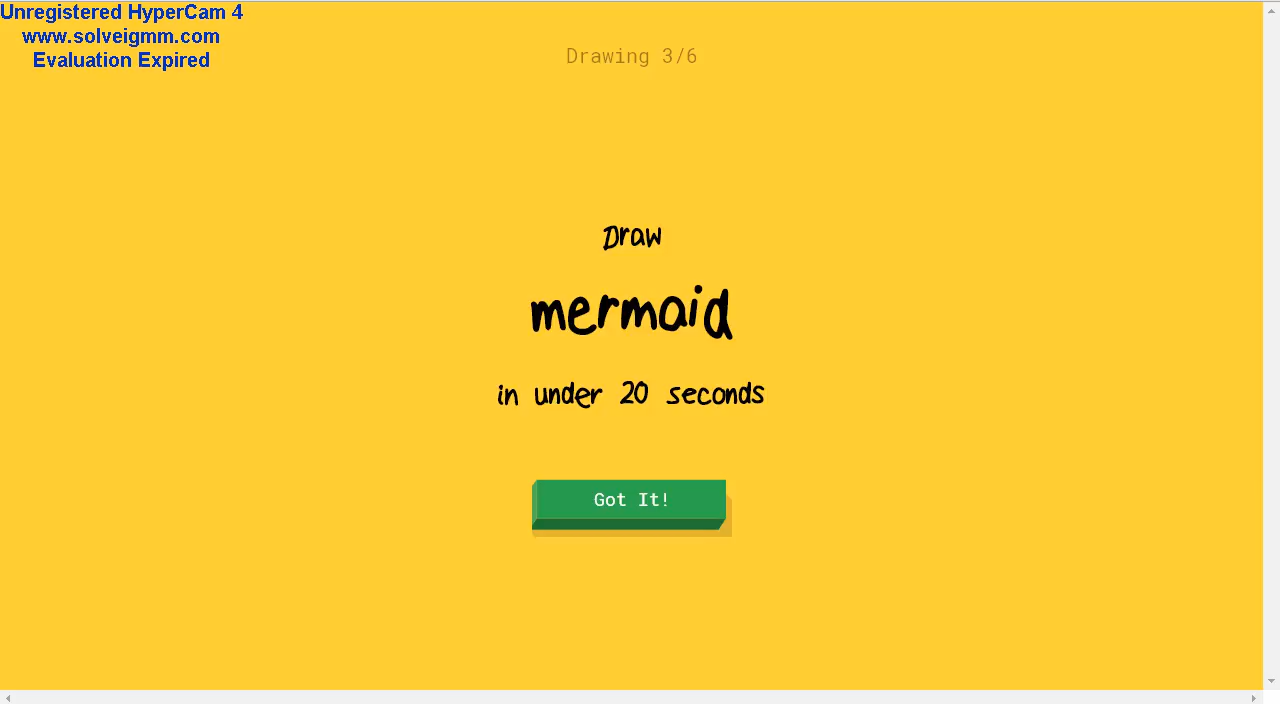 Unregistered HyperCam 4
www.solveigmm.com
Evaluation Expired
Drawing 3/6
Draw
mermaid
in under 20 seconds
Got It!